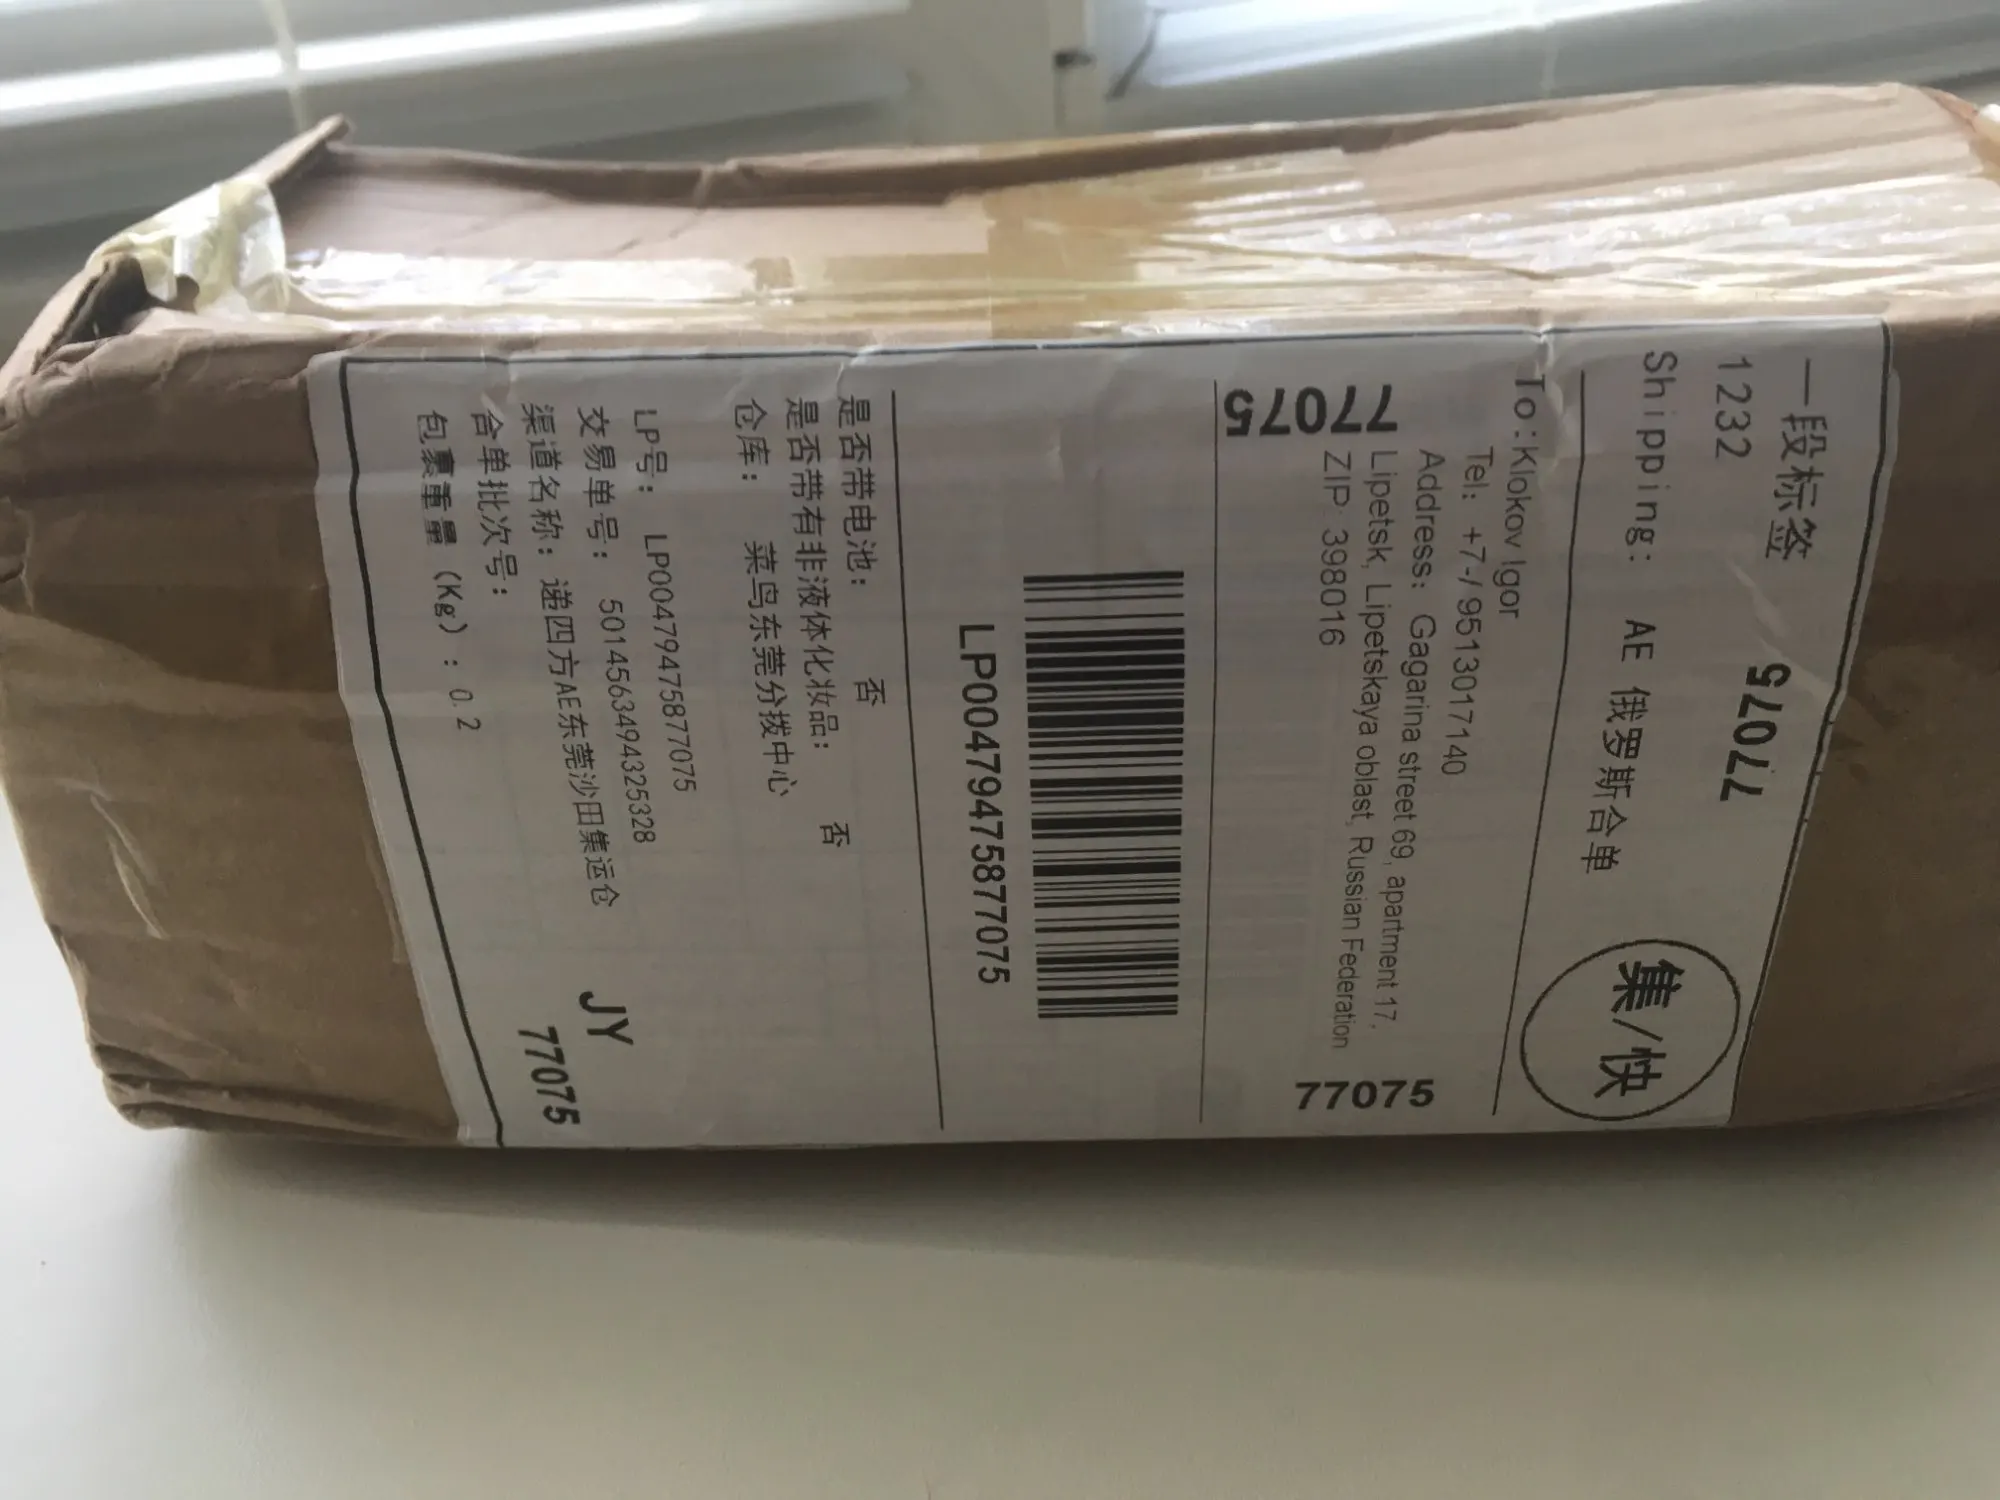 一段标签
1232
77075
Shipping: AE 俄罗斯合单
集/快
To:Klokov Igor
Tel: +7-/ 9513017140
Address: Gagarina street 69, apartment 17,
Lipetsk, Lipetskaya oblast, Russian Federation
ZIP: 398016
77075
77075
LP00479475877075
是否带电池: 否
是否带有非液体化妆品: 否
仓库: 菜鸟东莞分拨中心
LP号: LP00479475877075
交易单号: 5014563494325328
渠道名称: 递四方AE东莞沙田集运仓
合单批次号:
包裹重量 (Kg) : 0.2
JY
77075